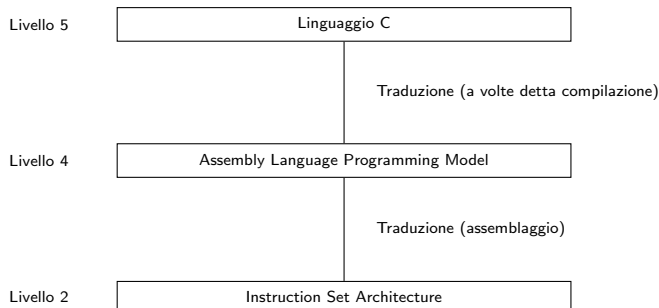 Livello 5
Linguaggio C
Traduzione (a volte detta compilazione)
Livello 4
Assembly Language Programming Model
Traduzione (assemblaggio)
Livello 2
Instruction Set Architecture